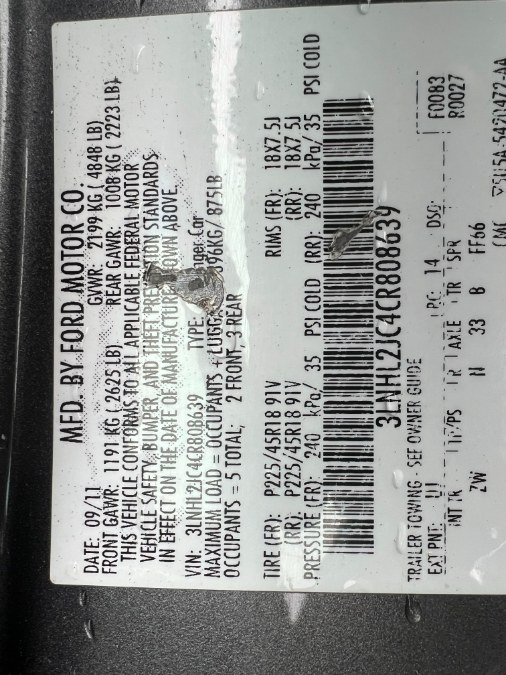 MFD. BY FORD MOTOR CO.
DATE: 09/11 GVWR: 2199 KG ( 4848 LB)
FRONT GAWR: 1191 KG ( 2625 LB) REAR GAWR: 1008 KG ( 2223 LB)
THIS VEHICLE CONFORMS TO ALL APPLICABLE FEDERAL MOTOR
VEHICLE SAFETY, BUMPER, AND THEFT PREVENTION STANDARDS
IN EFFECT ON THE DATE OF MANUFACTURE SHOWN ABOVE.
VIN: 3LNHL2JC4CR808639 TYPE: Car
MAXIMUM LOAD = OCCUPANTS + 875LB
OCCUPANTS = 5 TOTAL; 2 FRONT, 3 REAR
TIRE (FR): P225/45R18 91V RIMS (FR): 18X7.5J
(RR): P225/45R18 91V (RR): 18X7.5J
PRESSURE (FR): 240 kPa/ 35 PSI COLD (RR): 240 kPa/ 35 PSI COLD
3LNHL2JC4CR808639
TRAILER TOWING - SEE OWNER GUIDE
EXT PNT: UJ RC: 14 DSO: F0083
INT TR TP/PS R AXLE TR SPR R0027
ZW N 33 B FF66